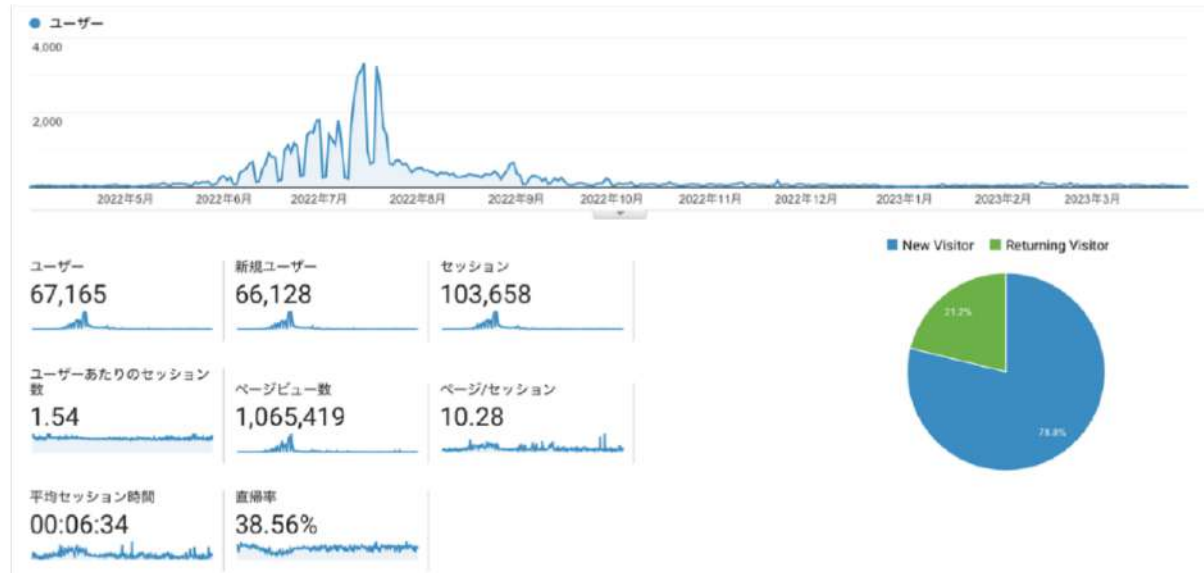 ユーザー
4,000
2,000
2022年5月 2022年6月 2022年7月 2022年8月 2022年9月 2022年10月 2022年11月 2022年12月 2023年1月 2023年2月 2023年3月
New Visitor Returning Visitor
ユーザー
67,165
新規ユーザー
66,128
セッション
103,658
ユーザーあたりのセッション
数
1.54
ページビュー数
1,065,419
ページ/セッション
10.28
平均セッション時間
00:06:34
直帰率
38.56%
21.2%
78.8%